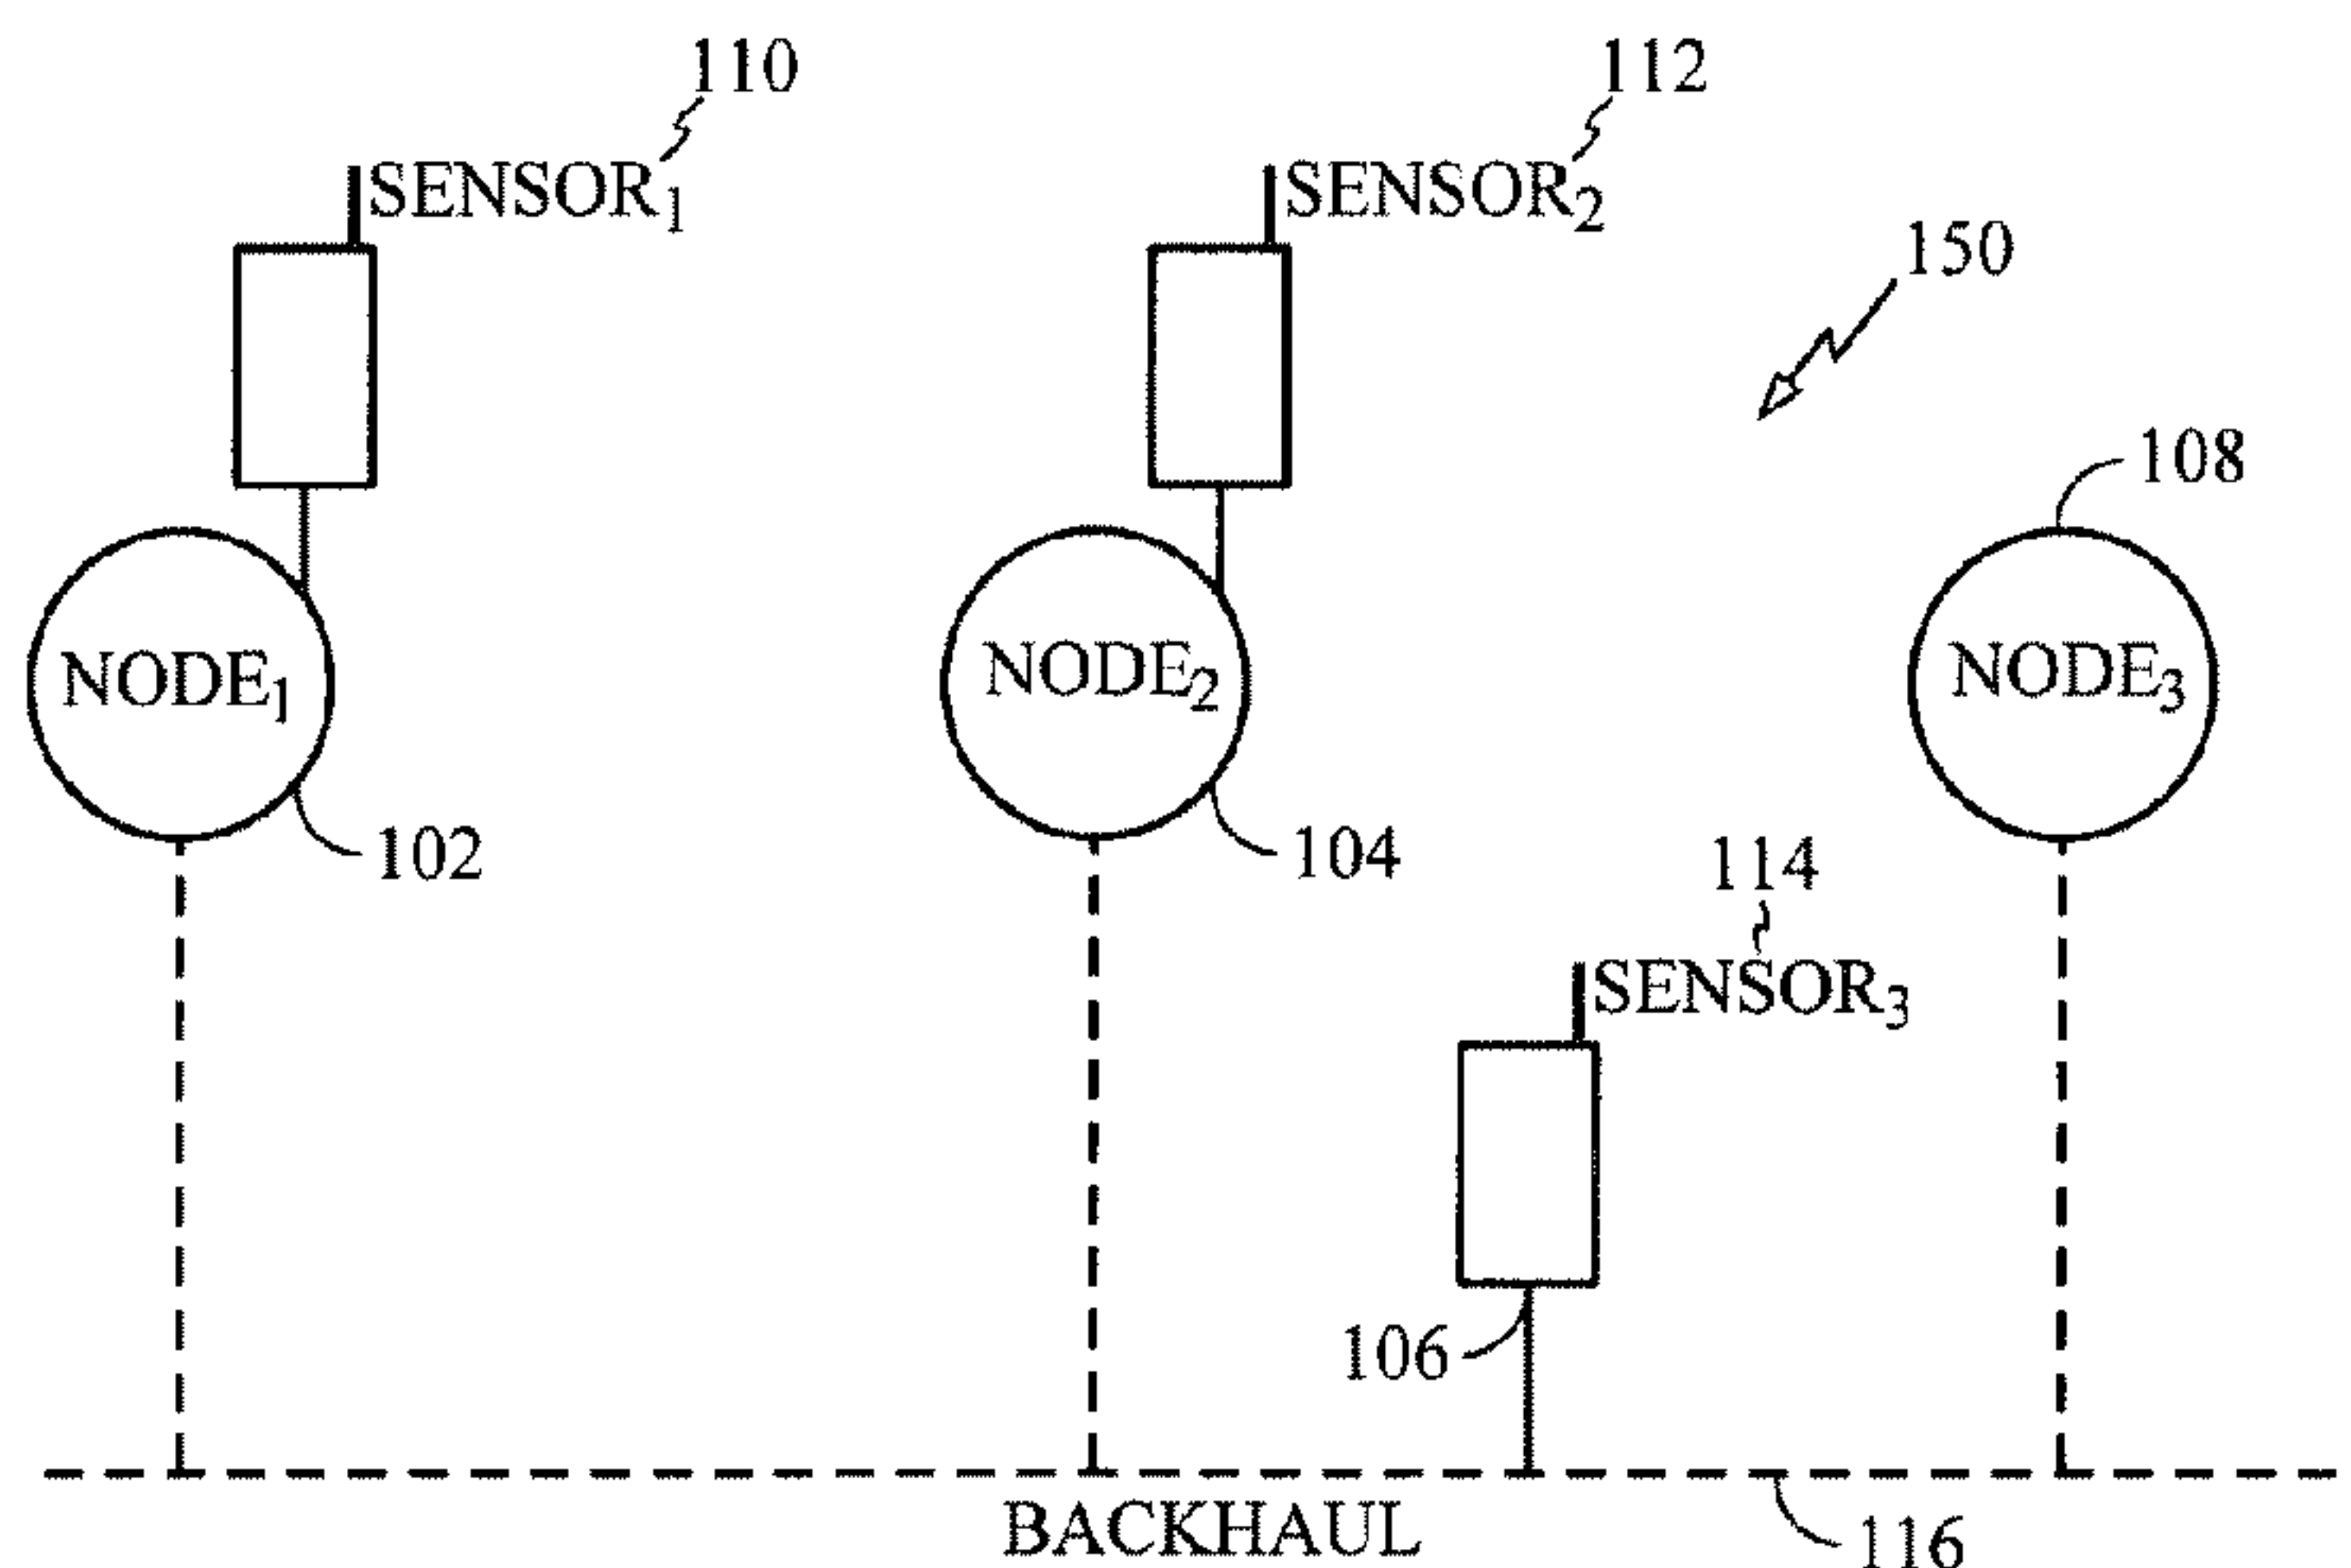 110
112
SENSOR₁
SENSOR₂
150
108
NODE₁
NODE₂
NODE₃
102
104
114
SENSOR₃
106
BACKHAUL
116